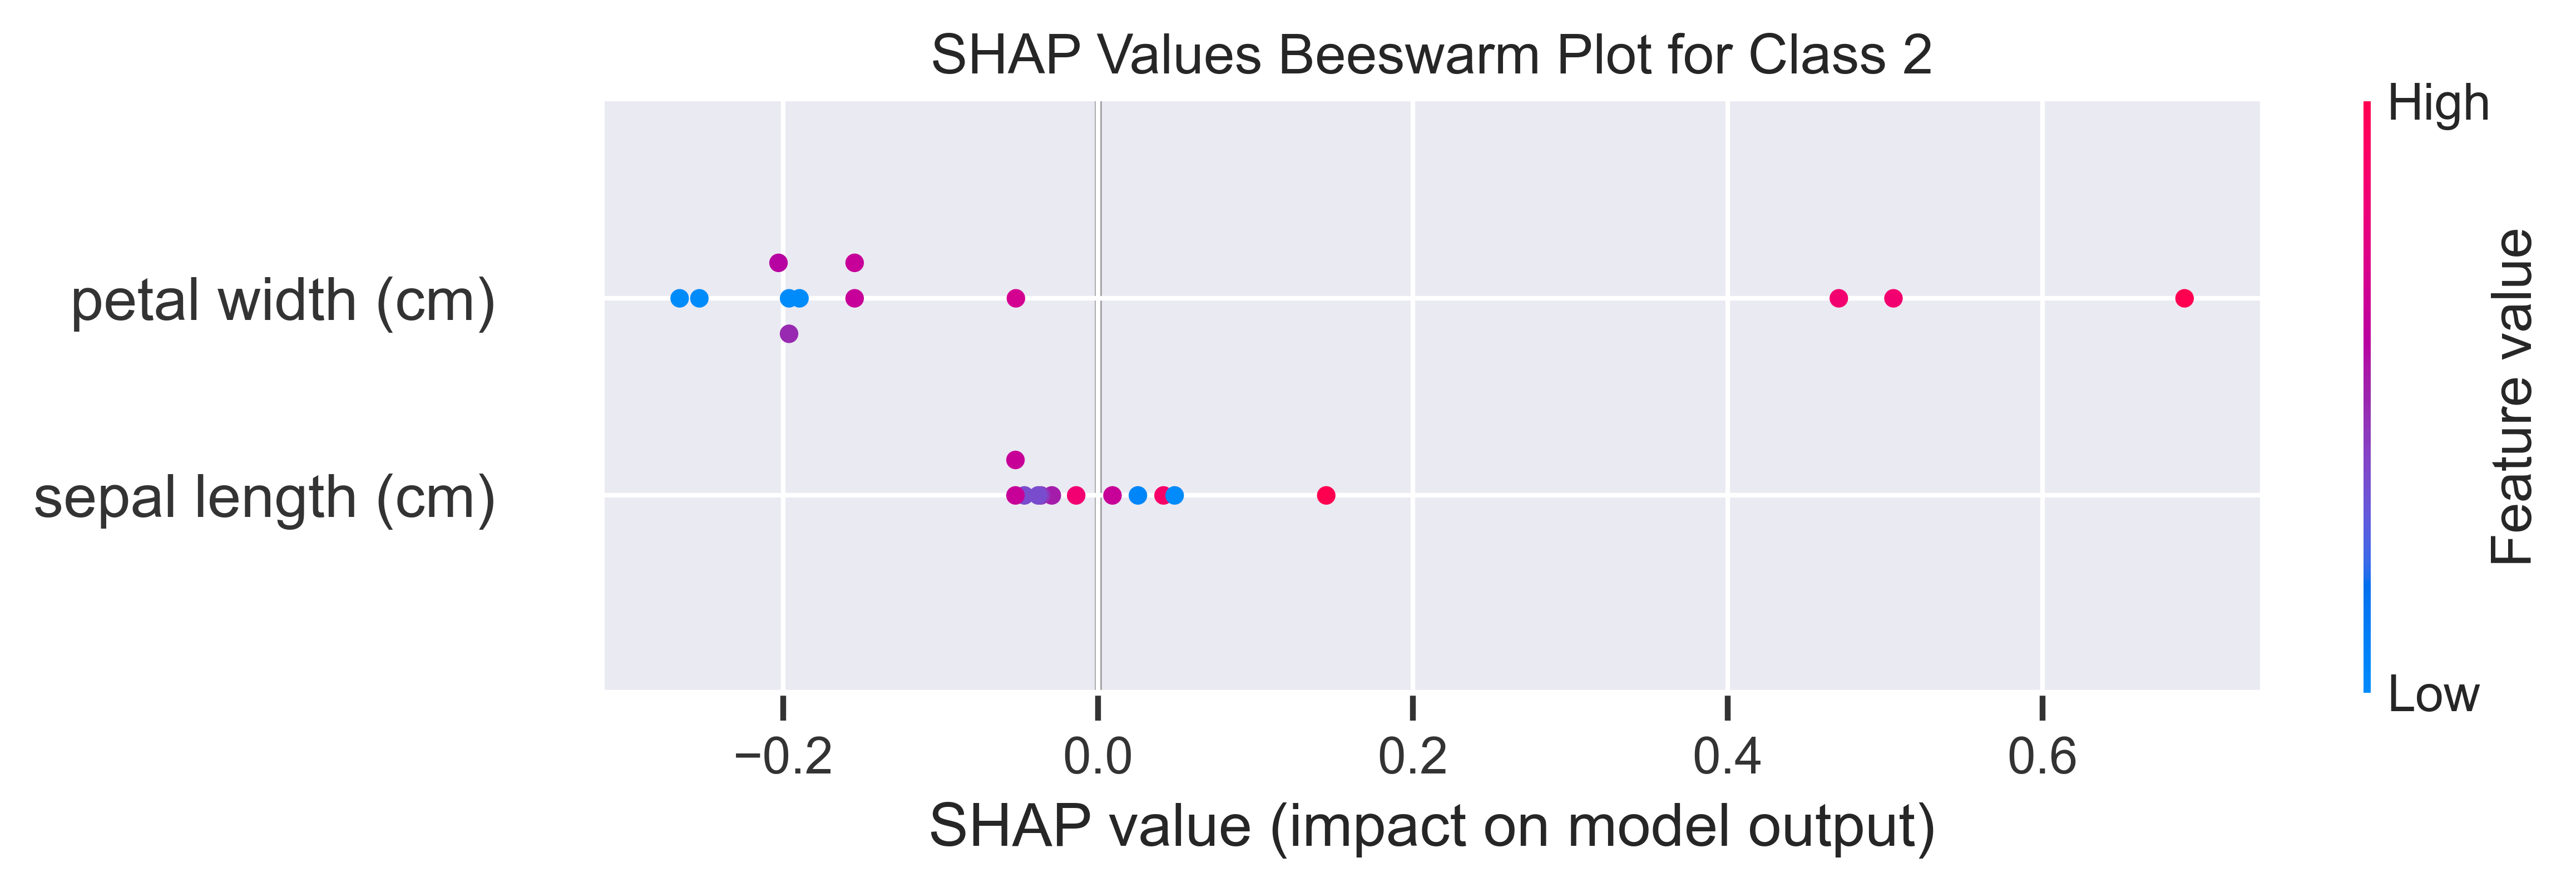 SHAP Values Beeswarm Plot for Class 2
High
petal width (cm)
sepal length (cm)
Feature value
Low
−0.2 0.0 0.2 0.4 0.6
SHAP value (impact on model output)